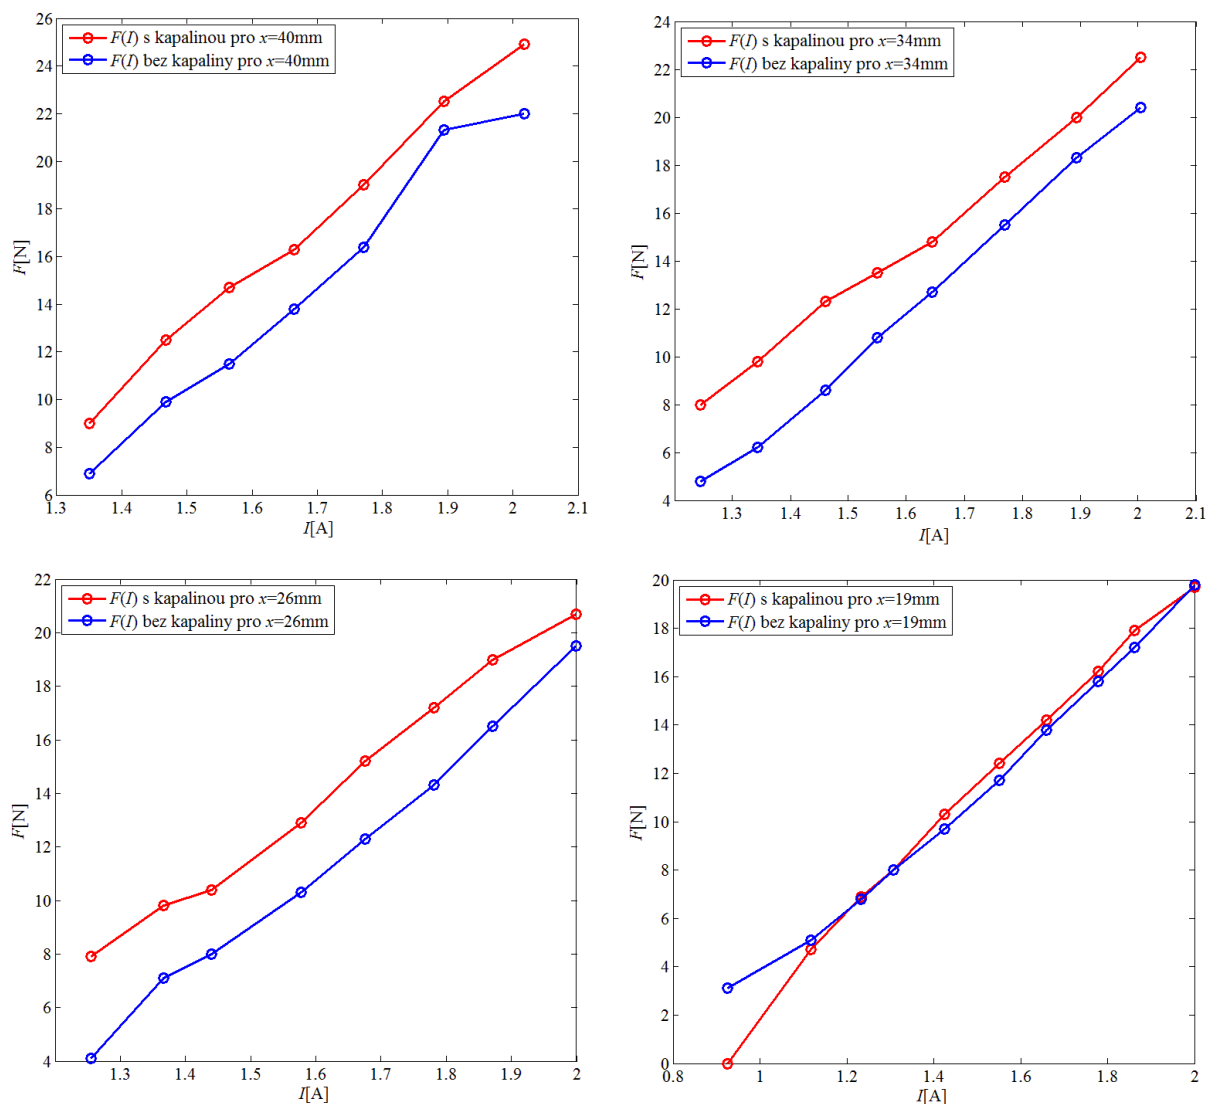 26
24
22
20
18
16
14
12
10
8
6
F[N]
F(I) s kapalinou pro x=40mm
F(I) bez kapaliny pro x=40mm
1.3 1.4 1.5 1.6 1.7 1.8 1.9 2 2.1
I[A]
24
22
20
18
16
14
12
10
8
6
4
F[N]
F(I) s kapalinou pro x=34mm
F(I) bez kapaliny pro x=34mm
1.3 1.4 1.5 1.6 1.7 1.8 1.9 2 2.1
I[A]
22
20
18
16
14
12
10
8
6
4
F[N]
F(I) s kapalinou pro x=26mm
F(I) bez kapaliny pro x=26mm
1.3 1.4 1.5 1.6 1.7 1.8 1.9 2
I[A]
20
18
16
14
12
10
8
6
4
2
0
F[N]
F(I) s kapalinou pro x=19mm
F(I) bez kapaliny pro x=19mm
0.8 1 1.2 1.4 1.6 1.8 2
I[A]